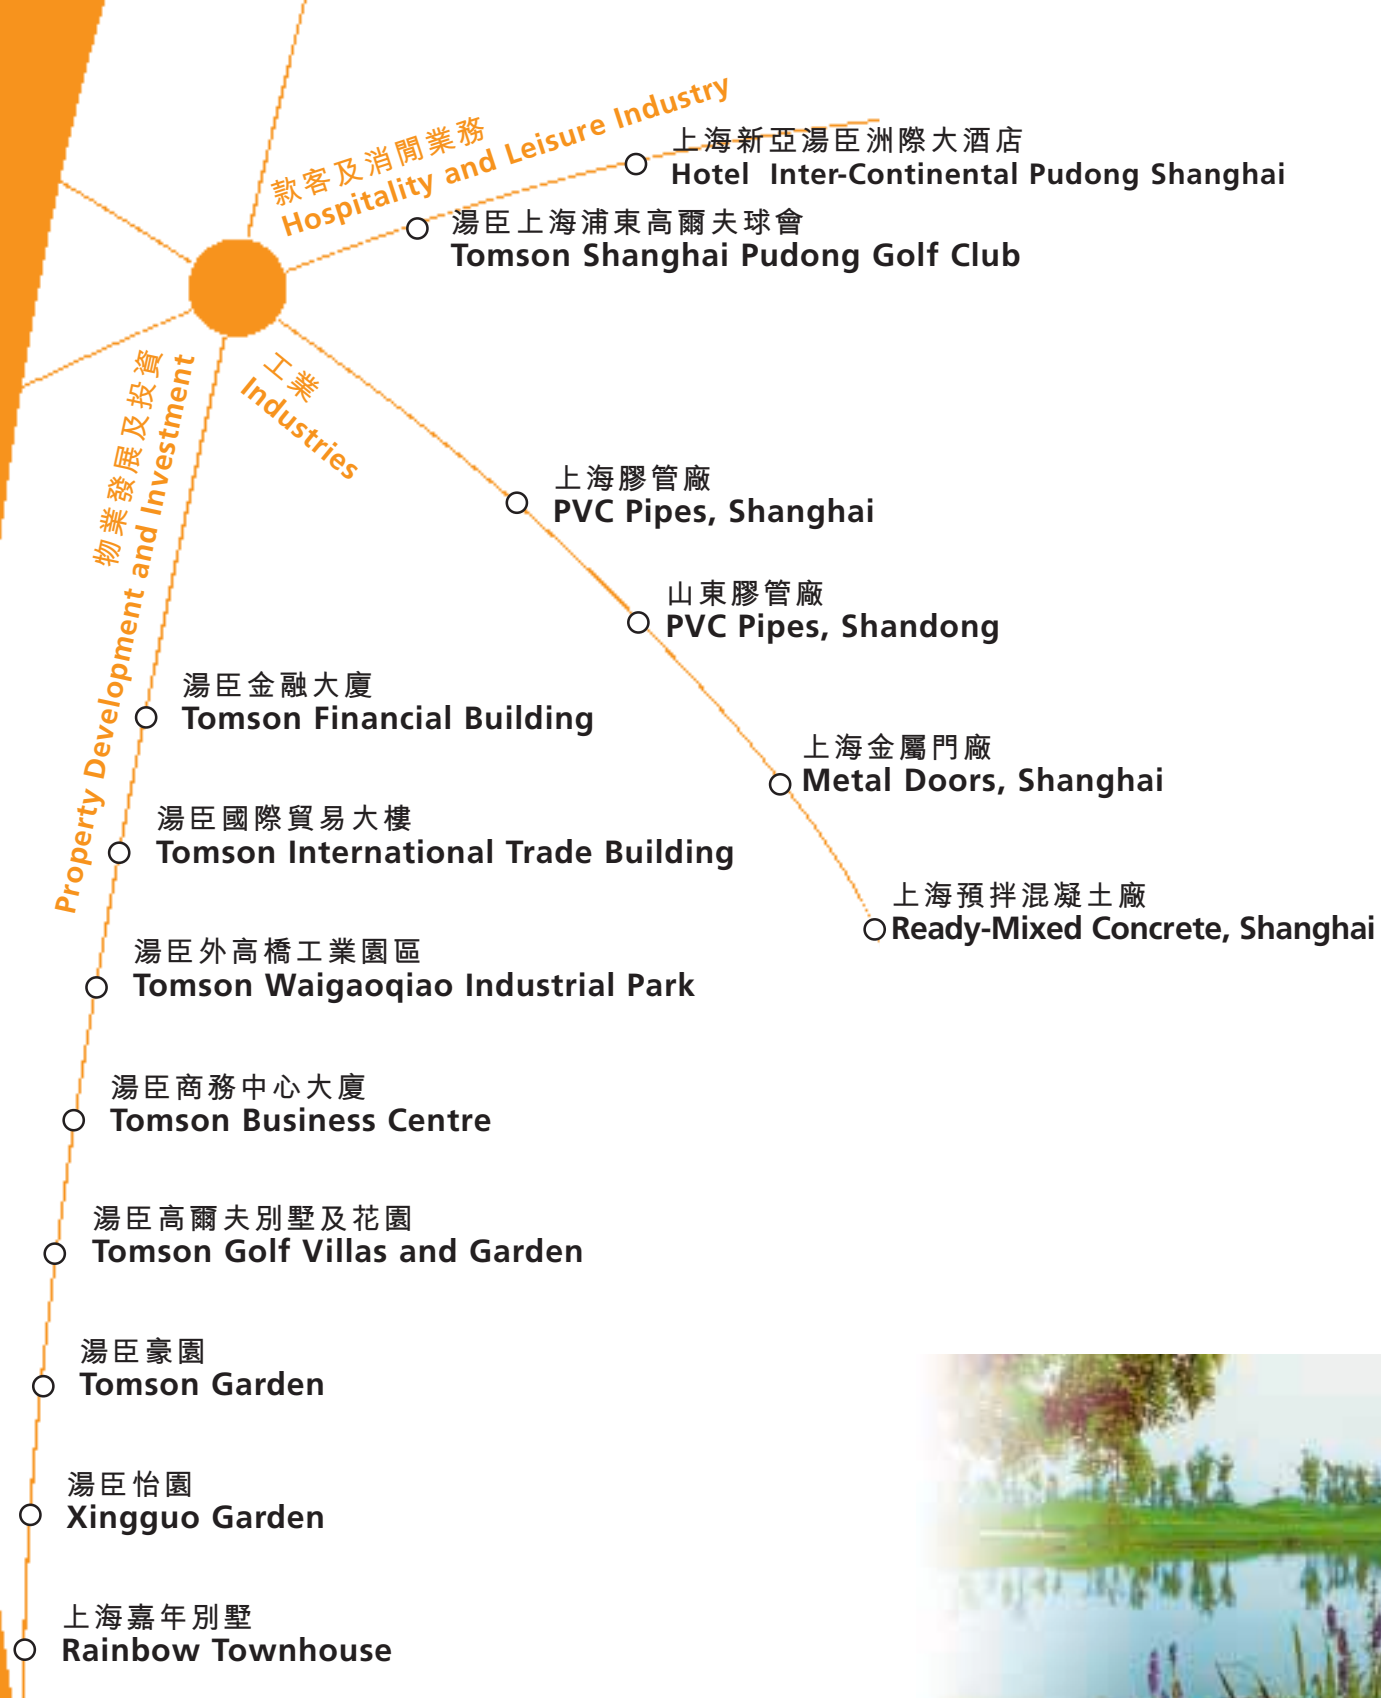 款客及消閒業務
Hospitality and Leisure Industry
上海新亞湯臣洲際大酒店
Hotel Inter-Continental Pudong Shanghai
湯臣上海浦東高爾夫球會
Tomson Shanghai Pudong Golf Club
工業
Industries
上海膠管廠
PVC Pipes, Shanghai
山東膠管廠
PVC Pipes, Shandong
上海金屬門廠
Metal Doors, Shanghai
上海預拌混凝土廠
Ready-Mixed Concrete, Shanghai
物業發展及投資
Property Development and Investment
湯臣金融大廈
Tomson Financial Building
湯臣國際貿易大樓
Tomson International Trade Building
湯臣外高橋工業園區
Tomson Waigaoqiao Industrial Park
湯臣商務中心大廈
Tomson Business Centre
湯臣高爾夫別墅及花園
Tomson Golf Villas and Garden
湯臣豪園
Tomson Garden
湯臣怡園
Xingguo Garden
上海嘉年別墅
Rainbow Townhouse